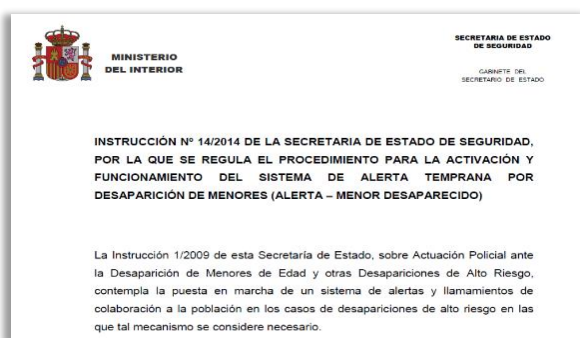 MINISTERIO
DEL INTERIOR
SECRETARIA DE ESTADO
DE SEGURIDAD
GABINETE DEL
SECRETARIO DE ESTADO
INSTRUCCIÓN Nº 14/2014 DE LA SECRETARIA DE ESTADO DE SEGURIDAD,
POR LA QUE SE REGULA EL PROCEDIMIENTO PARA LA ACTIVACIÓN Y
FUNCIONAMIENTO DEL SISTEMA DE ALERTA TEMPRANA POR
DESAPARICIÓN DE MENORES (ALERTA – MENOR DESAPARECIDO)
La Instrucción 1/2009 de esta Secretaría de Estado, sobre Actuación Policial ante
la Desaparición de Menores de Edad y otras Desapariciones de Alto Riesgo,
contempla la puesta en marcha de un sistema de alertas y llamamientos de
colaboración a la población en los casos de desapariciones de alto riesgo en las
que tal mecanismo se considere necesario.